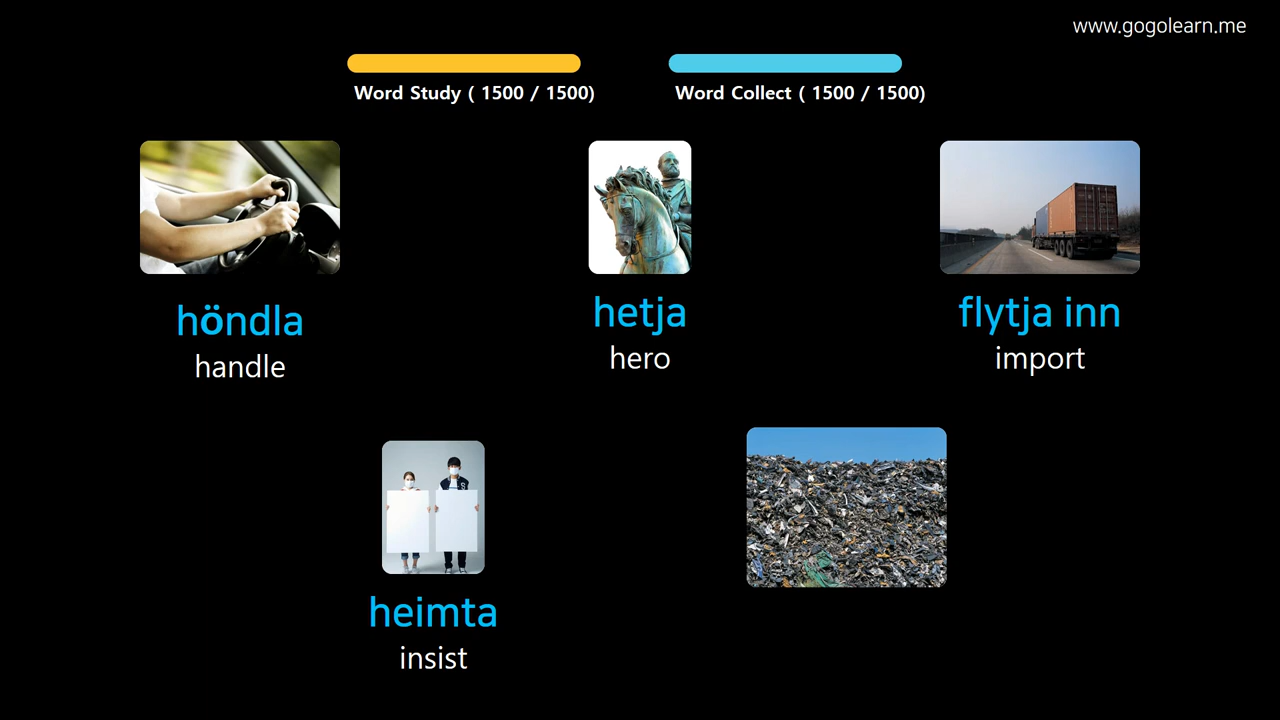 www.gogolearn.me
Word Study ( 1500 / 1500)
Word Collect ( 1500 / 1500)
höndla
handle
hetja
hero
flytja inn
import
heimta
insist